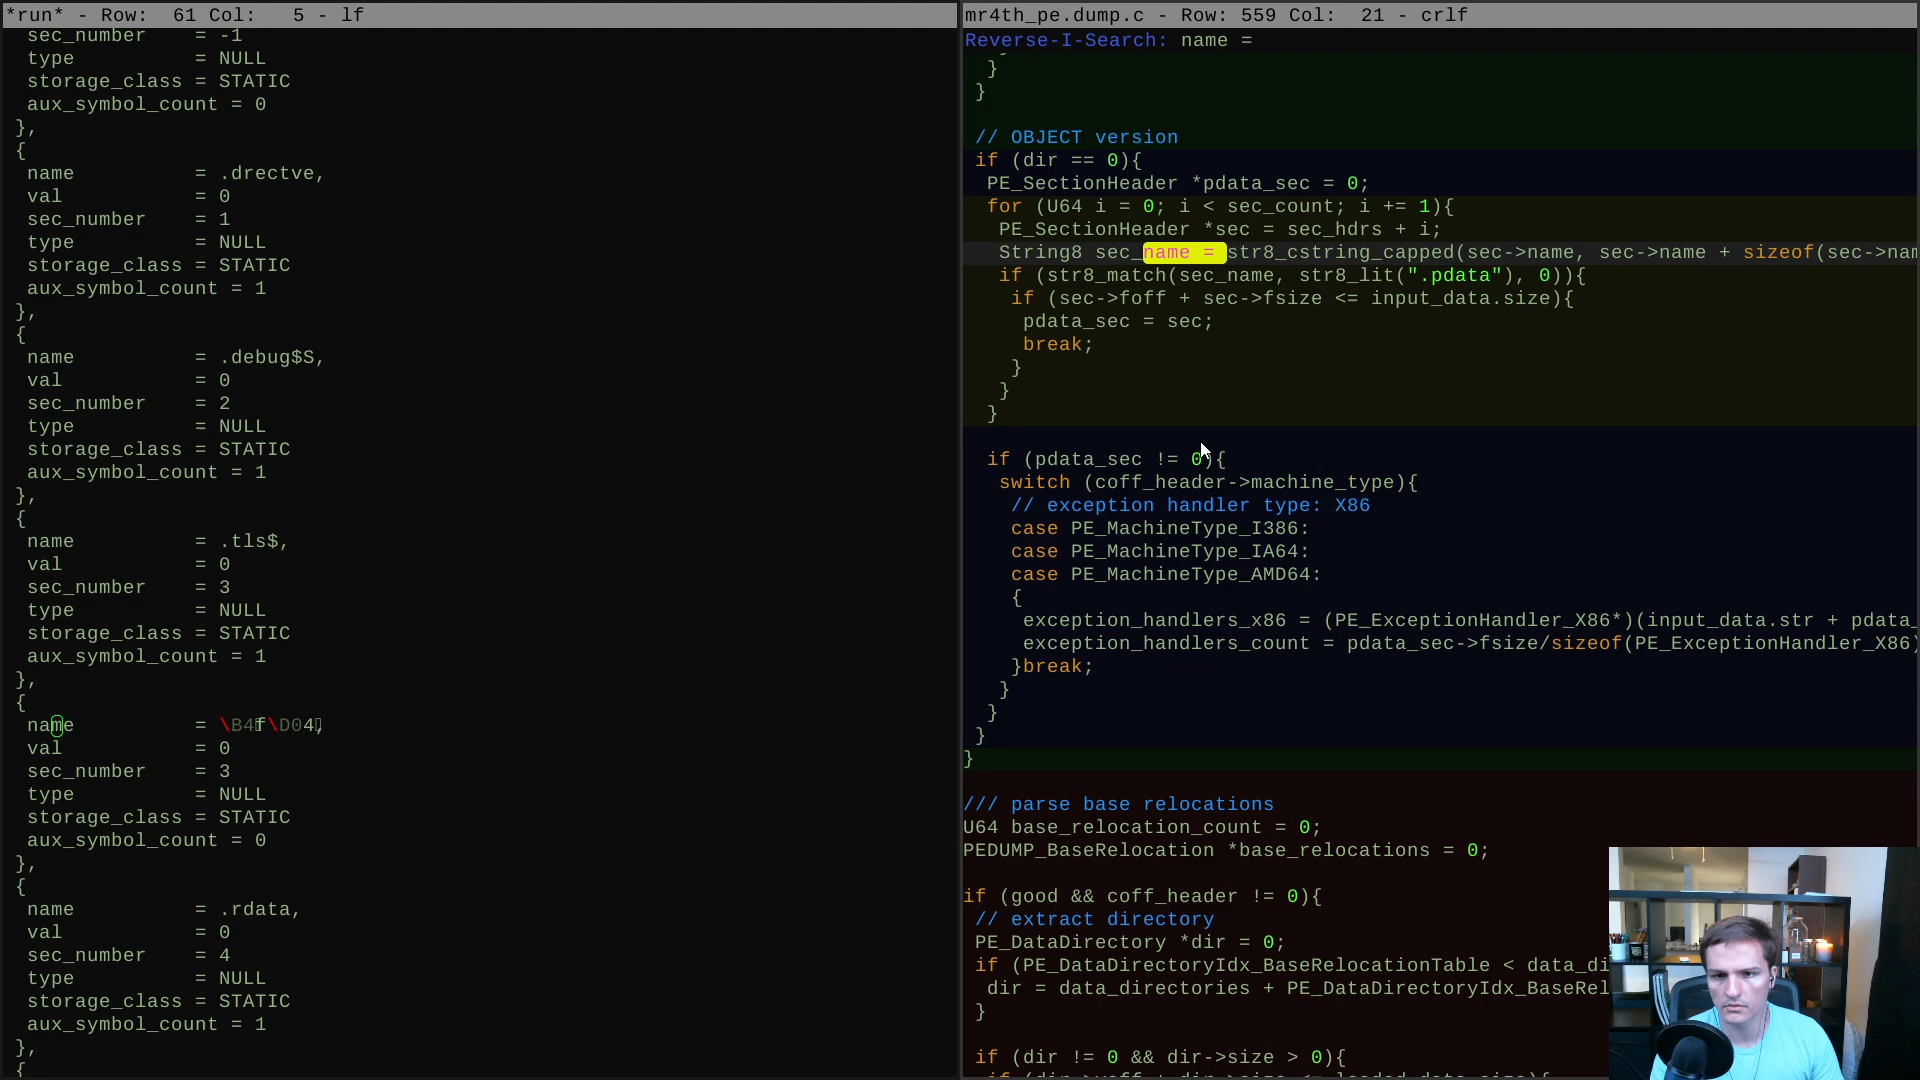 *run* - Row:  61 Col:   5 - lf
sec_number    = -1
type          = NULL
storage_class = STATIC
aux_symbol_count = 0
},
{
name          = .drectve,
val           = 0
sec_number    = 1
type          = NULL
storage_class = STATIC
aux_symbol_count = 1
},
{
name          = .debug$S,
val           = 0
sec_number    = 2
type          = NULL
storage_class = STATIC
aux_symbol_count = 1
},
{
name          = .tls$,
val           = 0
sec_number    = 3
type          = NULL
storage_class = STATIC
aux_symbol_count = 1
},
{
name          =
val           = 0
sec_number    = 3
type          = NULL
storage_class = STATIC
aux_symbol_count = 0
},
{
name          = .rdata,
val           = 0
sec_number    = 4
type          = NULL
storage_class = STATIC
aux_symbol_count = 1
},
{
mr4th_pe.dump.c - Row: 559 Col:  21 - crlf
Reverse-I-Search: name =
}
}
// OBJECT version
if (dir == 0){
PE_SectionHeader *pdata_sec = 0;
for (U64 i = 0; i < sec_count; i += 1){
PE_SectionHeader *sec = sec_hdrs + i;
String8 sec_name = str8_cstring_capped(sec->name, sec->name + sizeof(sec->nam
if (str8_match(sec_name, str8_lit(".pdata"), 0)){
if (sec->foff + sec->fsize <= input_data.size){
pdata_sec = sec;
break;
}
}
}
if (pdata_sec != 0){
switch (coff_header->machine_type){
// exception handler type: X86
case PE_MachineType_I386:
case PE_MachineType_IA64:
case PE_MachineType_AMD64:
{
exception_handlers_x86 = (PE_ExceptionHandler_X86*)(input_data.str + pdata_
exception_handlers_count = pdata_sec->fsize/sizeof(PE_ExceptionHandler_X86)
}break;
}
}
}
}
/// parse base relocations
U64 base_relocation_count = 0;
PEDUMP_BaseRelocation *base_relocations = 0;
if (good && coff_header != 0){
// extract directory
PE_DataDirectory *dir = 0;
if (PE_DataDirectoryIdx_BaseRelocationTable < data_di
dir = data_directories + PE_DataDirectoryIdx_BaseRel
}
if (dir != 0 && dir->size > 0){